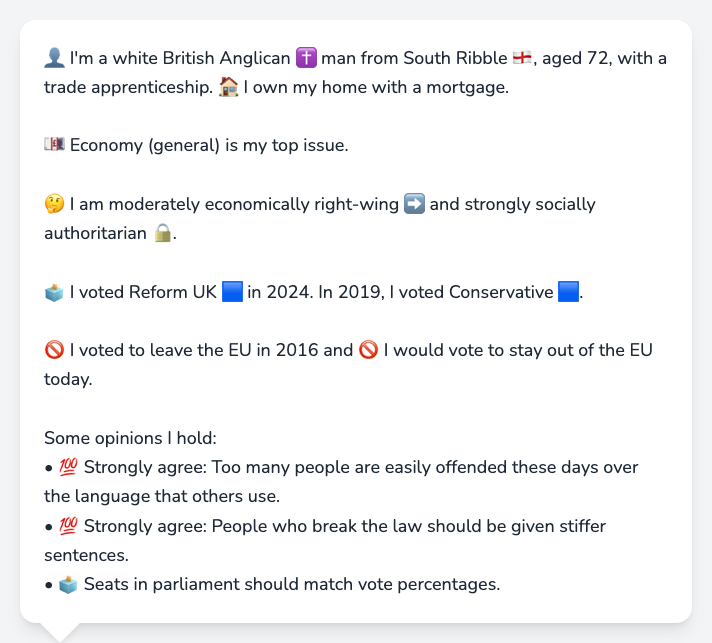 👤 I'm a white British Anglican ✝️ man from South Ribble 🏴󠁧󠁢󠁥󠁮󠁧󠁿, aged 72, with a
trade apprenticeship. 🏠 I own my home with a mortgage.
💷 Economy (general) is my top issue.
🤔 I am moderately economically right-wing ➡️ and strongly socially
authoritarian 🔒.
🗳️ I voted Reform UK 🟦 in 2024. In 2019, I voted Conservative 🟦.
🚫 I voted to leave the EU in 2016 and 🚫 I would vote to stay out of the EU
today.
Some opinions I hold:
• 💯 Strongly agree: Too many people are easily offended these days over
the language that others use.
• 💯 Strongly agree: People who break the law should be given stiffer
sentences.
• 🗳️ Seats in parliament should match vote percentages.